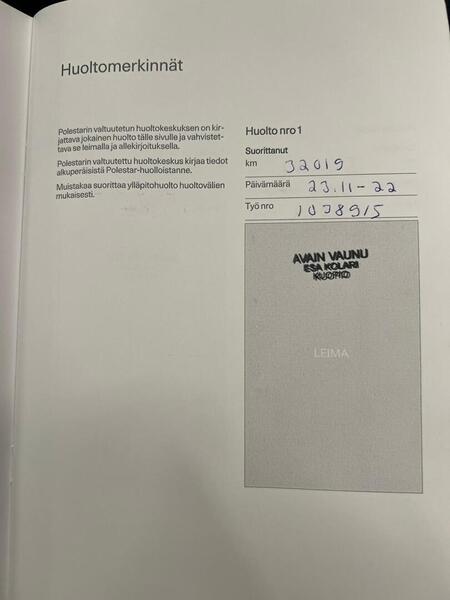 Huoltomerkinnät
Polestarin valtuutetun huoltokeskuksen on kir-
jattava jokainen huolto tälle sivulle ja vahvistet-
tava se leimalla ja allekirjoituksella.
Polestarin valtuutettu huoltokeskus kirjaa tiedot
alkuperäisistä Polestar-huolloistanne.
Muistakaa suorittaa ylläpitohuolto huoltovälien
mukaisesti.
Huolto nro 1
Suorittanut
km 32019
Päivämäärä 23.11-22
Työ nro 1038915
AVAIN VAUNU
ESA KOLARI
KUOPIO
LEIMA